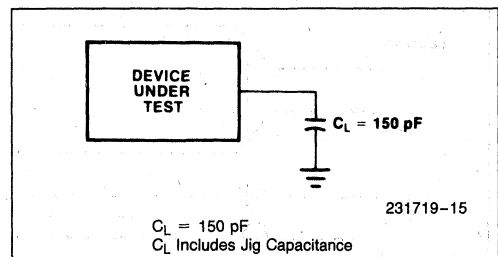 DEVICE
UNDER
TEST
C_L = 150 pF
231719-15
C_L = 150 pF
C_L Includes Jig Capacitance